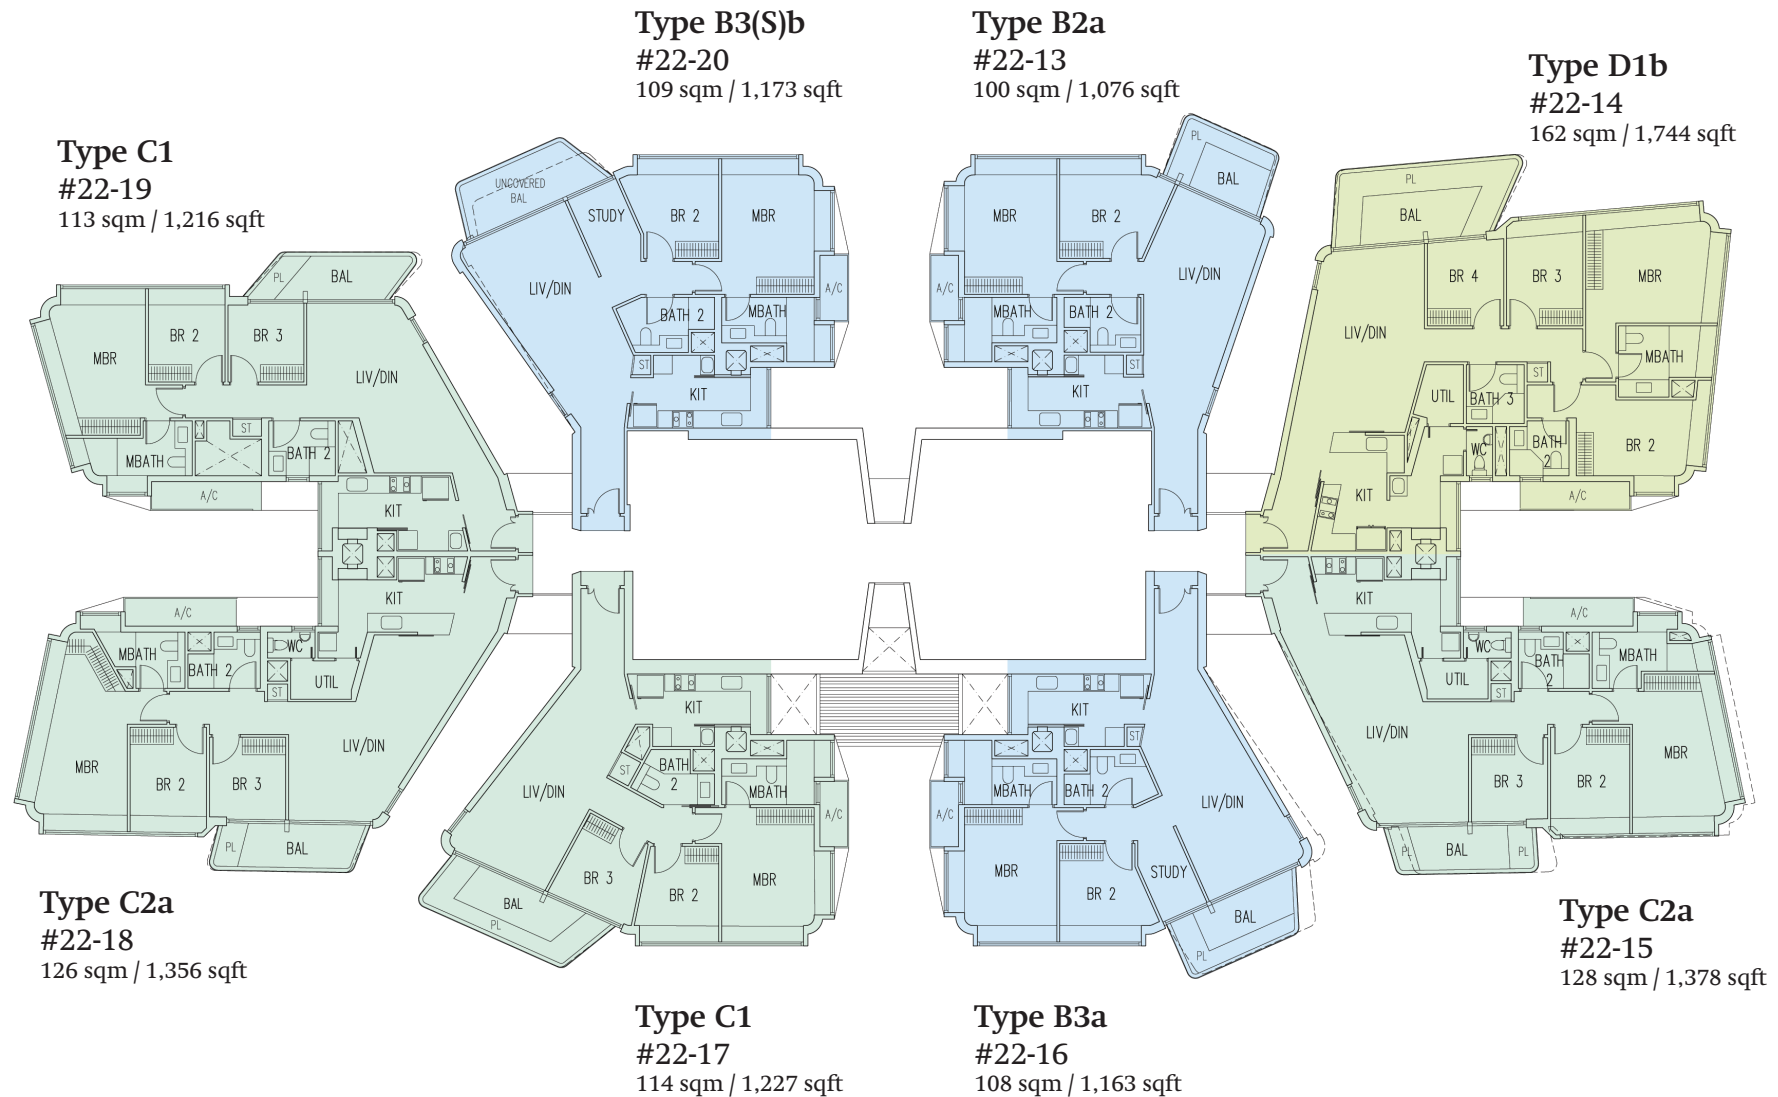 Type B3(S)b
#22-20
109 sqm / 1,173 sqft
Type B2a
#22-13
100 sqm / 1,076 sqft
Type D1b
#22-14
162 sqm / 1,744 sqft
Type C1
#22-19
113 sqm / 1,216 sqft
PL
BAL
BR 2
BR 3
MBR
LIV/DIN
ST
MBATH
BATH 2
A/C
KIT
UNCOVERED
BAL
STUDY
BR 2
MBR
LIV/DIN
A/C
BATH 2
MBATH
ST
KIT
PL
BAL
MBR
BR 2
LIV/DIN
A/C
MBATH
BATH 2
ST
KIT
PL
BAL
BR 4
BR 3
MBR
LIV/DIN
MBATH
ST
UTIL
BATH 3
WC
BATH
2
BR 2
KIT
A/C
KIT
A/C
MBATH
BATH 2
WC
ST
UTIL
LIV/DIN
MBR
BR 2
BR 3
PL
BAL
KIT
ST
BATH
2
MBATH
LIV/DIN
A/C
BR 3
BR 2
MBR
BAL
PL
KIT
ST
MBATH
BATH 2
LIV/DIN
A/C
MBR
BR 2
STUDY
BAL
PL
KIT
A/C
WC
BATH
2
MBATH
UTIL
ST
LIV/DIN
MBR
BR 3
BR 2
PL
BAL
PL
Type C2a
#22-18
126 sqm / 1,356 sqft
Type C2a
#22-15
128 sqm / 1,378 sqft
Type C1
#22-17
114 sqm / 1,227 sqft
Type B3a
#22-16
108 sqm / 1,163 sqft